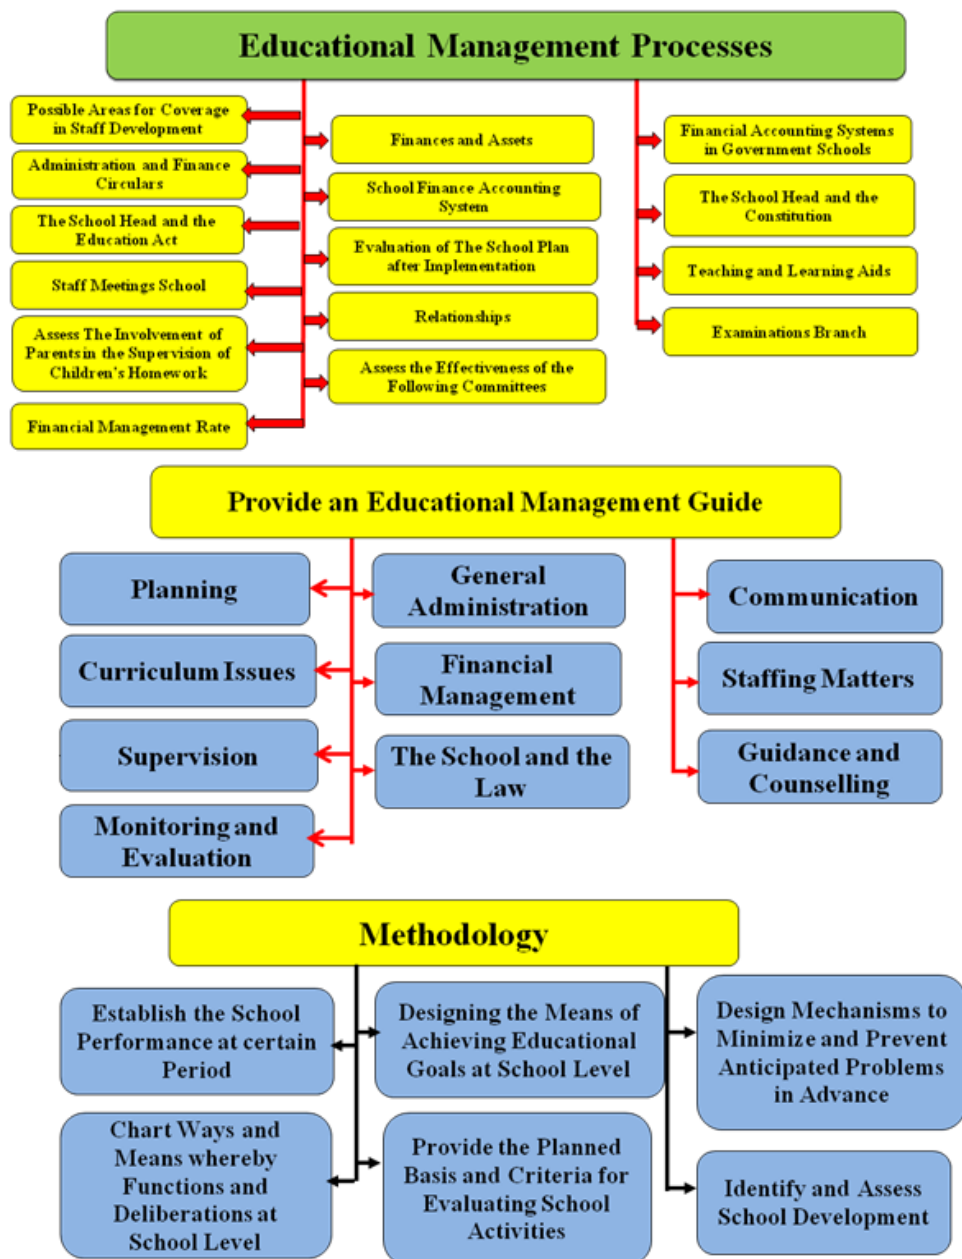 Educational Management Processes
Possible Areas for Coverage
in Staff Development
Administration and Finance
Circulars
The School Head and the
Education Act
Staff Meetings School
Assess The Involvement of
Parents in the Supervision of
Children's Homework
Financial Management Rate
Finances and Assets
School Finance Accounting
System
Evaluation of The School Plan
after Implementation
Relationships
Assess the Effectiveness of the
Following Committees
Financial Accounting Systems
in Government Schools
The School Head and the
Constitution
Teaching and Learning Aids
Examinations Branch
Provide an Educational Management Guide
Planning
Curriculum Issues
Supervision
Monitoring and
Evaluation
General
Administration
Financial
Management
The School and the
Law
Communication
Staffing Matters
Guidance and
Counselling
Methodology
Establish the School
Performance at certain
Period
Chart Ways and
Means whereby
Functions and
Deliberations at
School Level
Designing the Means of
Achieving Educational
Goals at School Level
Provide the Planned
Basis and Criteria for
Evaluating School
Activities
Design Mechanisms to
Minimize and Prevent
Anticipated Problems
in Advance
Identify and Assess
School Development